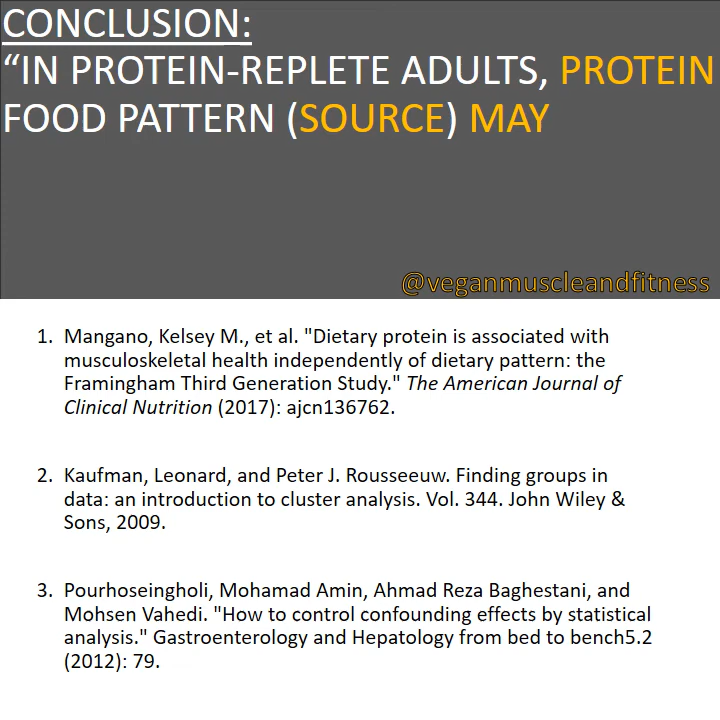 CONCLUSION:
“IN PROTEIN-REPLETE ADULTS, PROTEIN
FOOD PATTERN (SOURCE) MAY
@veganmuscleandfitness
1. Mangano, Kelsey M., et al. "Dietary protein is associated with
musculoskeletal health independently of dietary pattern: the
Framingham Third Generation Study." The American Journal of
Clinical Nutrition (2017): ajcn136762.
2. Kaufman, Leonard, and Peter J. Rousseeuw. Finding groups in
data: an introduction to cluster analysis. Vol. 344. John Wiley &
Sons, 2009.
3. Pourhoseingholi, Mohamad Amin, Ahmad Reza Baghestani, and
Mohsen Vahedi. "How to control confounding effects by statistical
analysis." Gastroenterology and Hepatology from bed to bench5.2
(2012): 79.